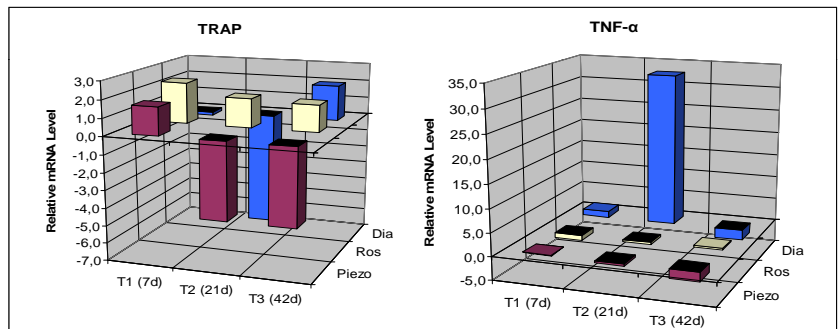 TRAP
Relative mRNA Level
3,0
2,0
1,0
0,0
-1,0
-2,0
-3,0
-4,0
-5,0
-6,0
-7,0
T1 (7d)
T2 (21d)
T3 (42d)
Piezo
Ros
Dia
TNF-α
Relative mRNA Level
35,0
30,0
25,0
20,0
15,0
10,0
5,0
0,0
-5,0
T1 (7d)
T2 (21d)
T3 (42d)
Piezo
Ros
Dia